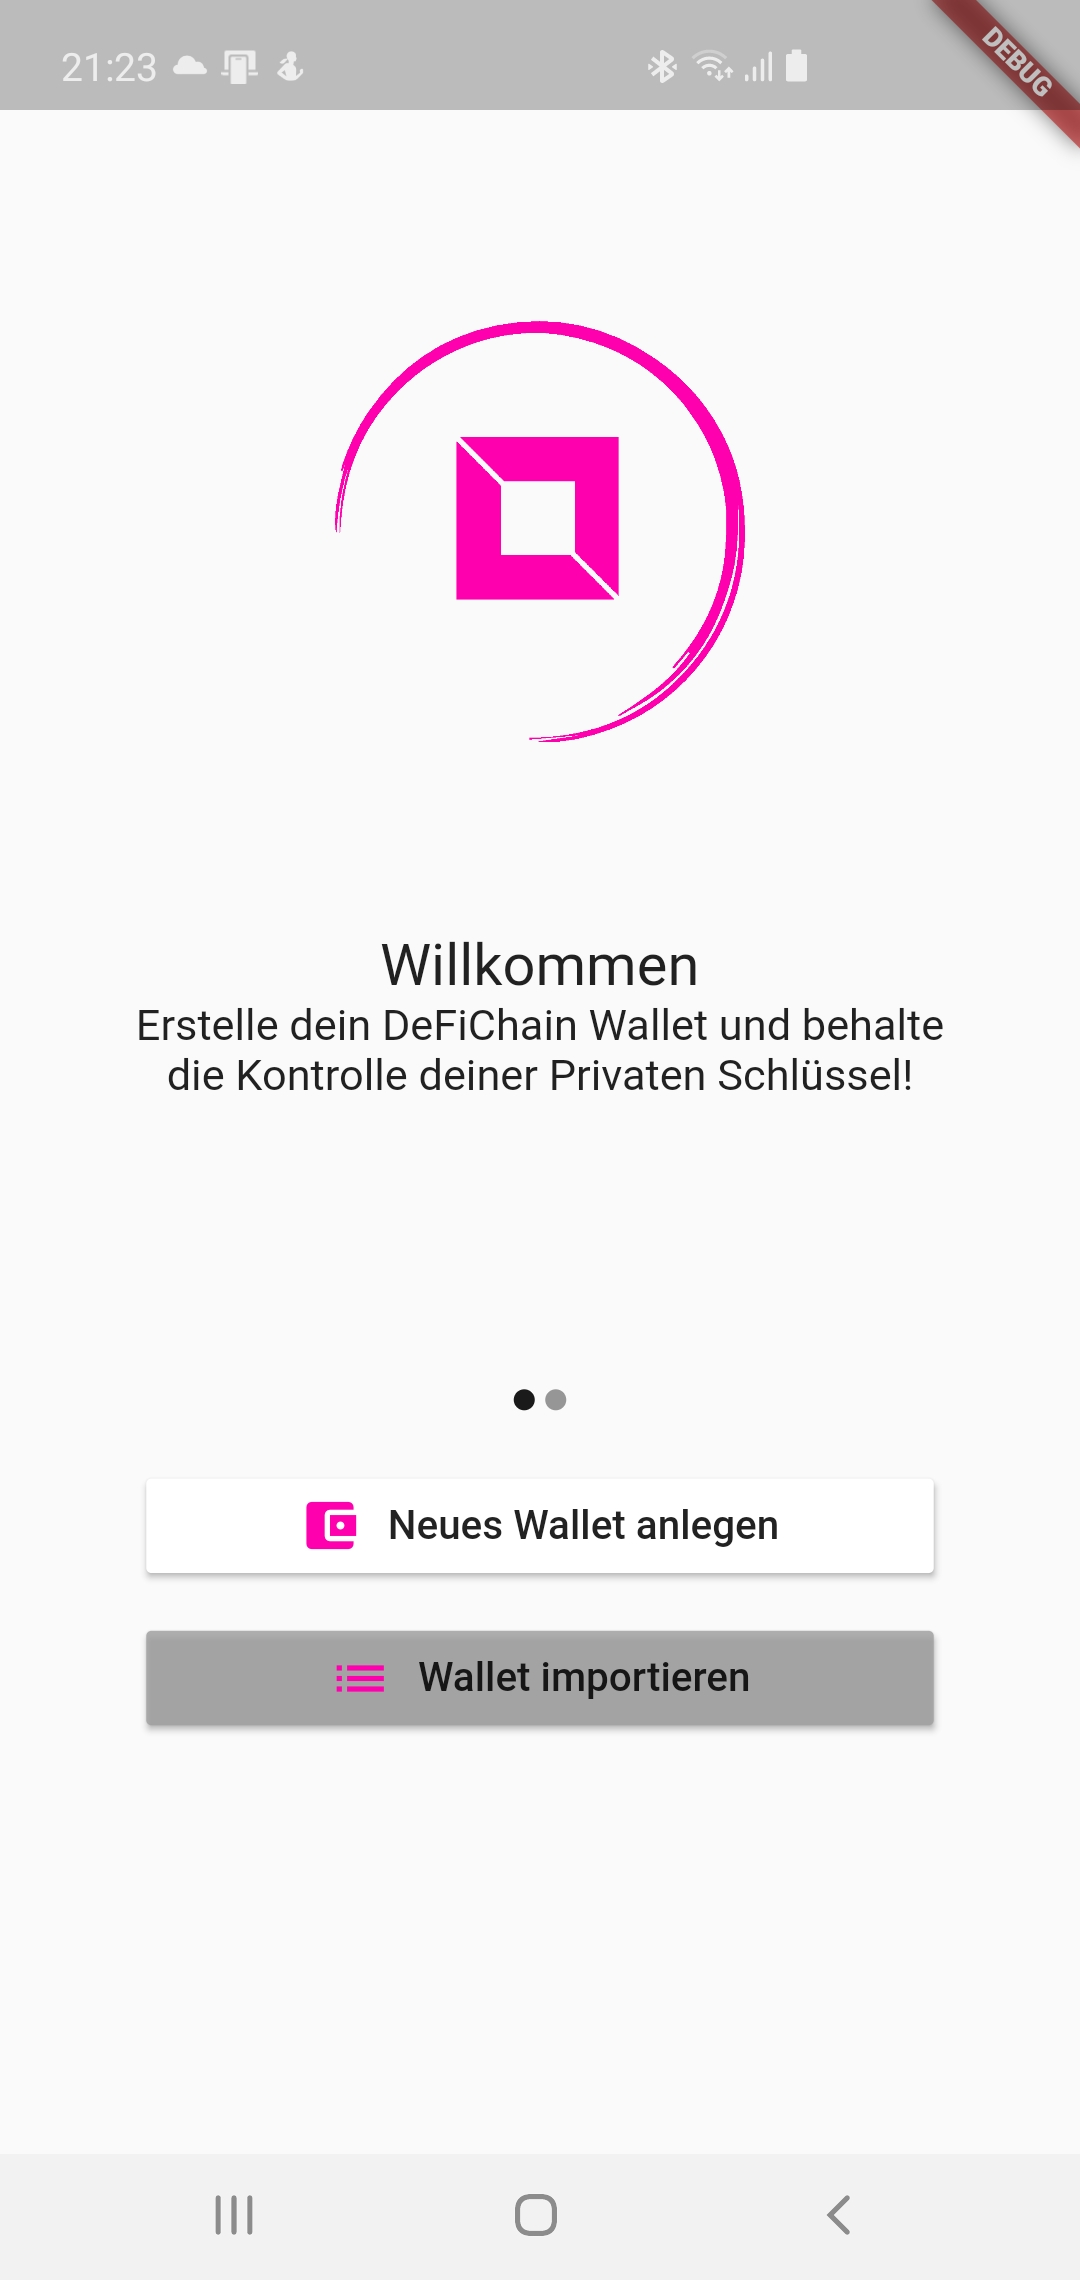 21:23
DEBUG
Willkommen
Erstelle dein DeFiChain Wallet und behalte
die Kontrolle deiner Privaten Schlüssel!
Neues Wallet anlegen
Wallet importieren